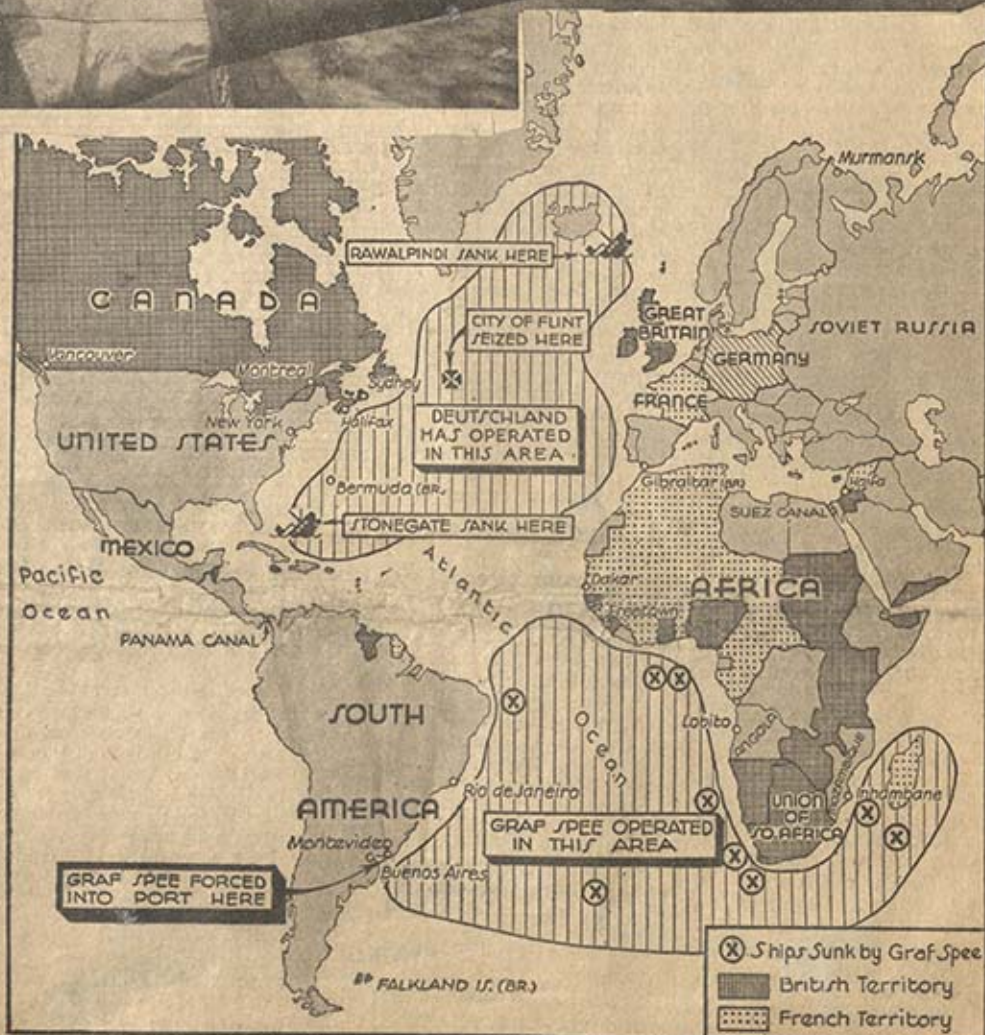 Murmansk
RAWALPINDI SANK HERE
CANADA
CITY OF FLINT
SEIZED HERE
GREAT
BRITAIN
SOVIET RUSSIA
Vancouver
Montreal
Sydney
GERMANY
FRANCE
New York
Halifax
UNITED STATES
DEUTSCHLAND
HAS OPERATED
IN THIS AREA
Bermuda (BR.)
Gibraltar (BR.)
Haifa
SUEZ CANAL
STONEGATE SANK HERE
MEXICO
Pacific
Ocean
Atlantic
Dakar
AFRICA
Freetown
PANAMA CANAL
SOUTH
Ocean
Lobito
ANGOLA
MOZAMBIQUE
Rio de Janeiro
Inhambane
AMERICA
UNION
OF
SO. AFRICA
GRAF SPEE OPERATED
IN THIS AREA
Montevideo
Buenos Aires
GRAF SPEE FORCED
INTO PORT HERE
FALKLAND IS. (BR.)
X Ships Sunk by Graf Spee
British Territory
French Territory